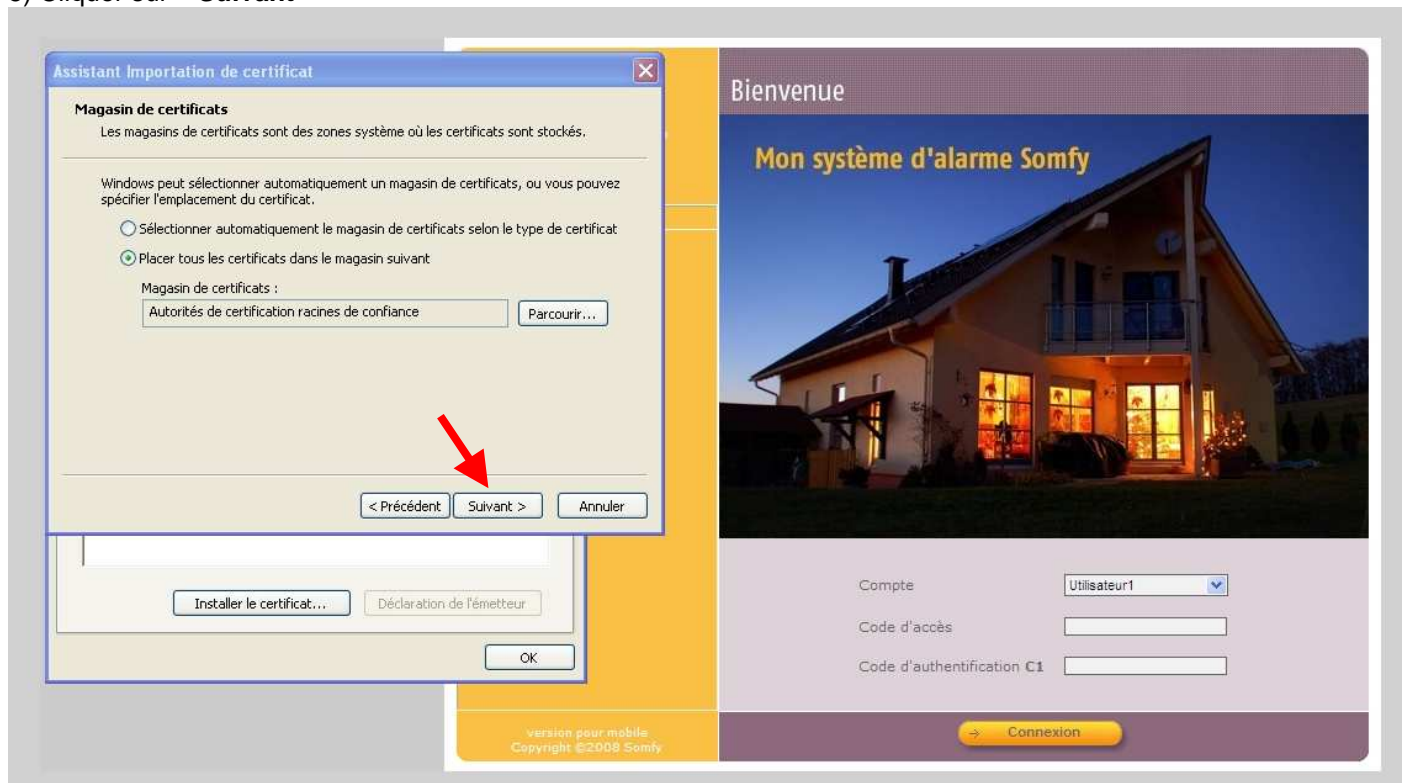 Cliquer sur « Suivant »
Assistant Importation de certificat
Magasin de certificats
Les magasins de certificats sont des zones système où les certificats sont stockés.
Windows peut sélectionner automatiquement un magasin de certificats, ou vous pouvez
spécifier l'emplacement du certificat.
Sélectionner automatiquement le magasin de certificats selon le type de certificat
Placer tous les certificats dans le magasin suivant
Magasin de certificats :
Autorités de certification racines de confiance
Parcourir...
< Précédent
Suivant >
Annuler
Installer le certificat...
Déclaration de l'émetteur
OK
Bienvenue
Mon système d'alarme Somfy
Compte
Utilisateur1
Code d'accès
Code d'authentification C1
version pour mobile
Copyright ©2008 Somfy
Connexion